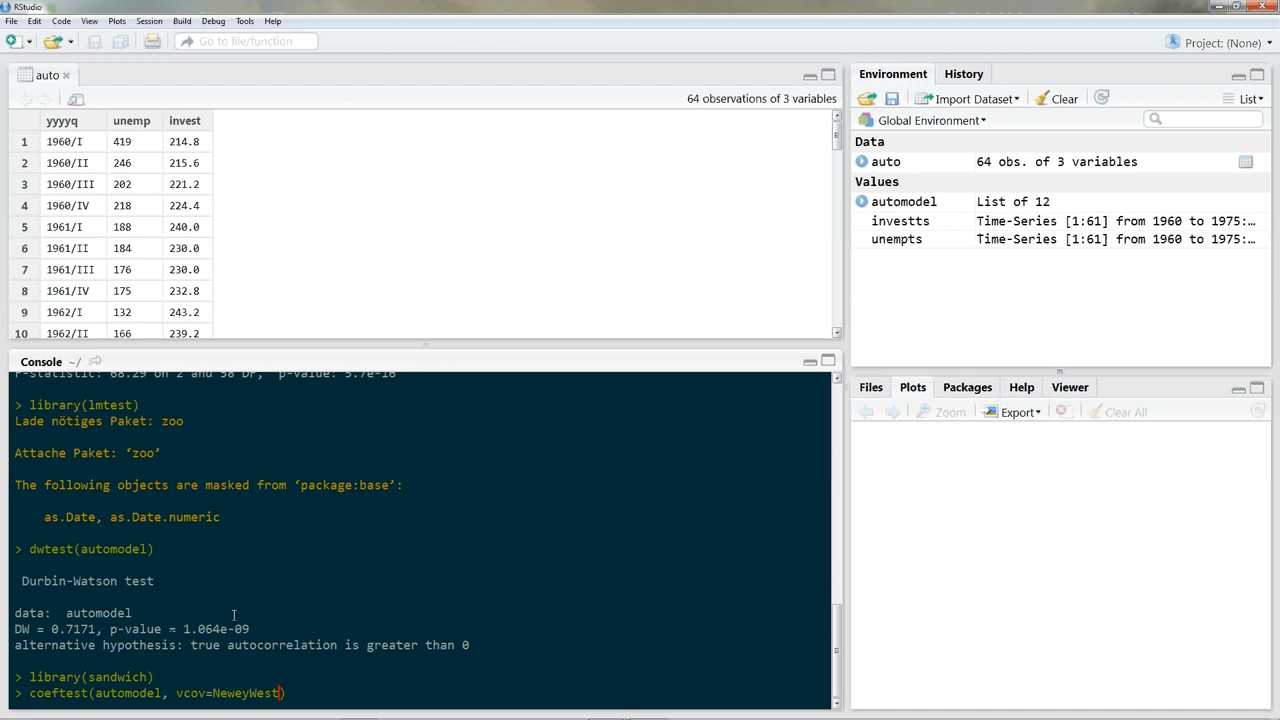 RStudio
File Edit Code View Plots Session Build Debug Tools Help
Go to file/function
Project: (None)
auto
64 observations of 3 variables
yyyyq unemp invest
1 1960/I 419 214.8
2 1960/II 246 215.6
3 1960/III 202 221.2
4 1960/IV 218 224.4
5 1961/I 188 240.0
6 1961/II 184 230.0
7 1961/III 176 230.0
8 1961/IV 175 232.8
9 1962/I 132 243.2
10 1962/II 166 239.2
Console ~/
F-statistic: 68.29 on 2 and 58 DF,  p-value: 5.7e-16
> library(lmtest)
Lade nötiges Paket: zoo
Attache Paket: ‘zoo’
The following objects are masked from ‘package:base’:
as.Date, as.Date.numeric
> dwtest(automodel)
Durbin-Watson test
data:  automodel
DW = 0.7171, p-value = 1.064e-09
alternative hypothesis: true autocorrelation is greater than 0
> library(sandwich)
> coeftest(automodel, vcov=NeweyWest)
Environment History
Import Dataset Clear List
Global Environment
Data
auto 64 obs. of 3 variables
Values
automodel List of 12
investts Time-Series [1:61] from 1960 to 1975:…
unempts Time-Series [1:61] from 1960 to 1975:…
Files Plots Packages Help Viewer
Zoom Export Clear All